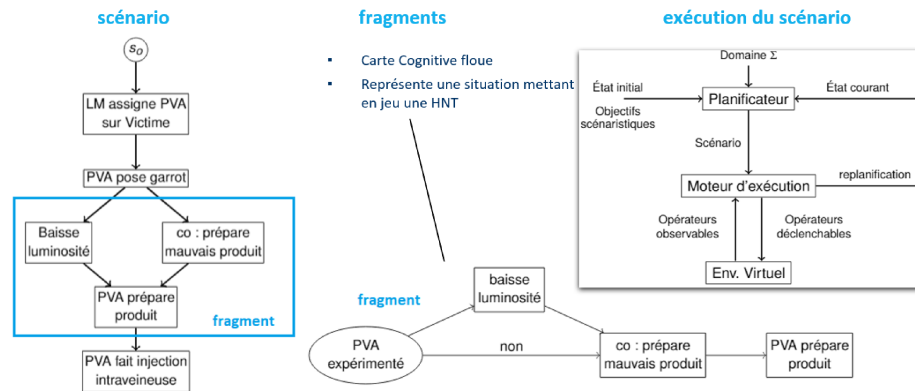 scénario
s₀
LM assigne PVA
sur Victime
PVA pose garrot
Baisse
luminosité
co : prépare
mauvais produit
PVA prépare
produit
fragment
PVA fait injection
intraveineuse
fragments
▪ Carte Cognitive floue
▪ Représente une situation mettant
en jeu une HNT
fragment
PVA
expérimenté
baisse
luminosité
non
co : prépare
mauvais produit
PVA prépare
produit
exécution du scénario
Domaine Σ
État initial
Objectifs
scénaristiques
Planificateur
État courant
Scénario
Moteur d'exécution
replanification
Opérateurs
observables
Opérateurs
déclenchables
Env. Virtuel